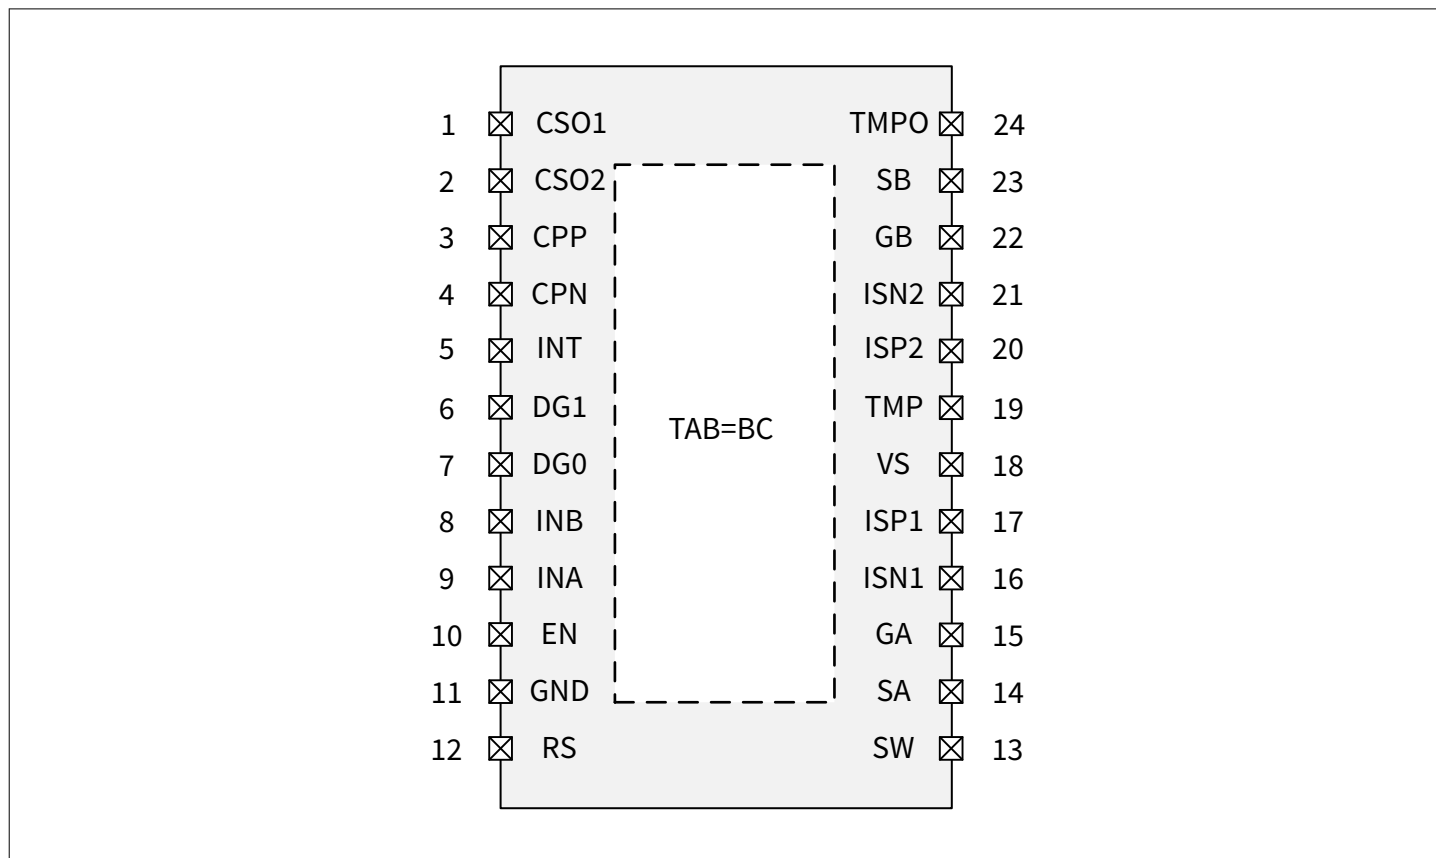 1 CSO1 TMPO 24
2 CSO2 SB 23
3 CPP GB 22
4 CPN ISN2 21
5 INT ISP2 20
6 DG1 TMP 19
TAB=BC
7 DG0 VS 18
8 INB ISP1 17
9 INA ISN1 16
10 EN GA 15
11 GND SA 14
12 RS SW 13